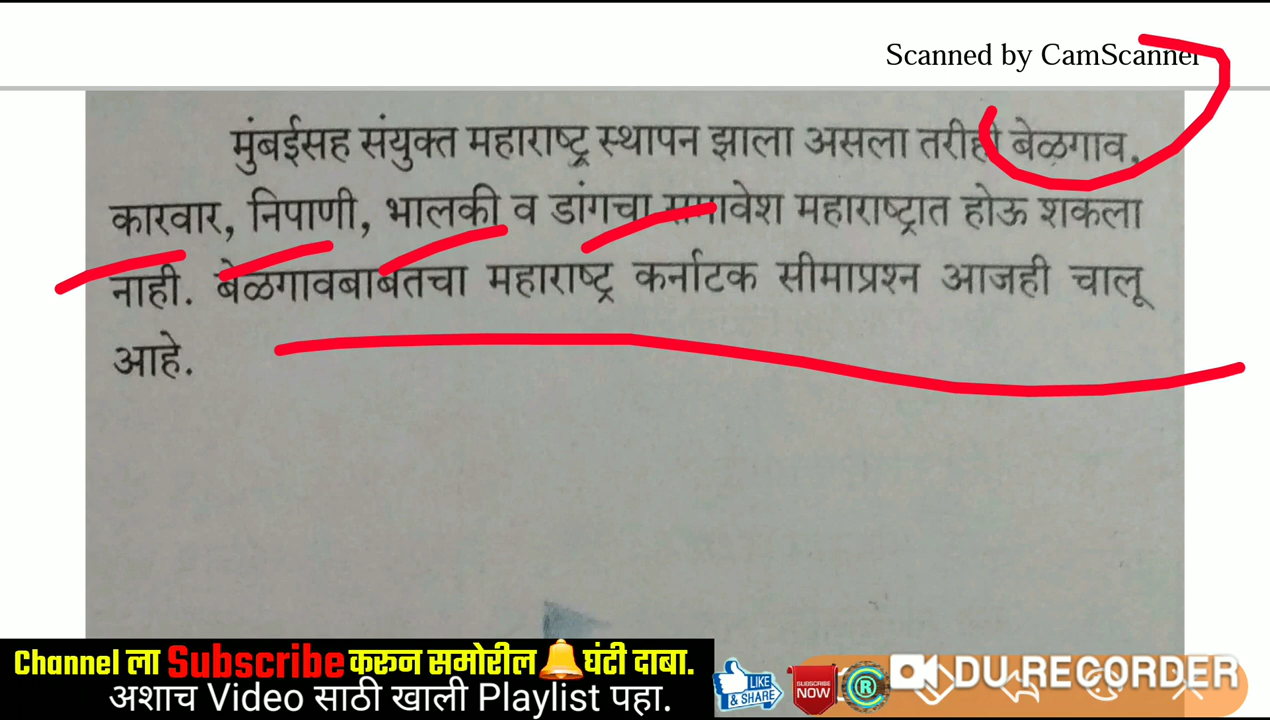 Scanned by CamScanner
मुंबईसह संयुक्त महाराष्ट्र स्थापन झाला असला तरीही बेळगाव,
कारवार, निपाणी, भालकी व डांगचा समावेश महाराष्ट्रात होऊ शकला
नाही. बेळगावबाबतचा महाराष्ट्र कर्नाटक सीमाप्रश्न आजही चालू
आहे.
Channel ला Subscribe करून समोरील घंटी दाबा.
अशाच Video साठी खाली Playlist पहा.
LIKE & SHARE
SUBSCRIBE NOW
R
DU RECORDER